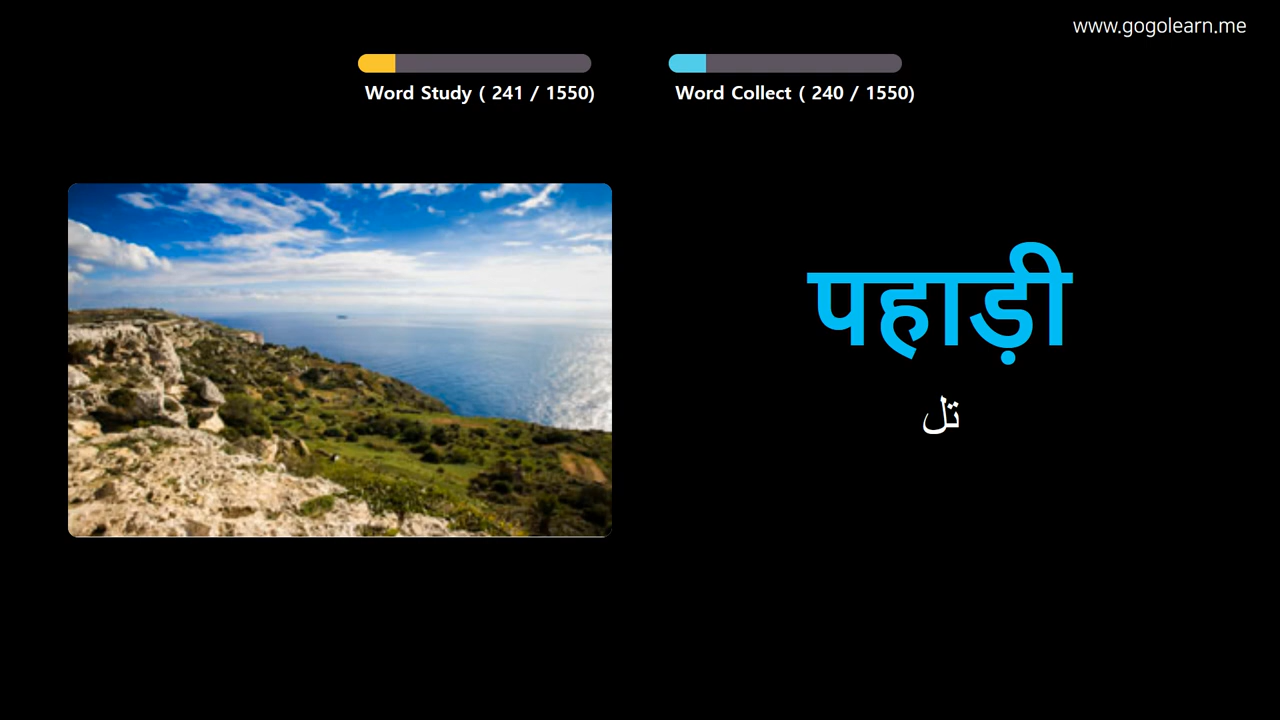 www.gogolearn.me
Word Study ( 241 / 1550)
Word Collect ( 240 / 1550)
पहाड़ी
تل